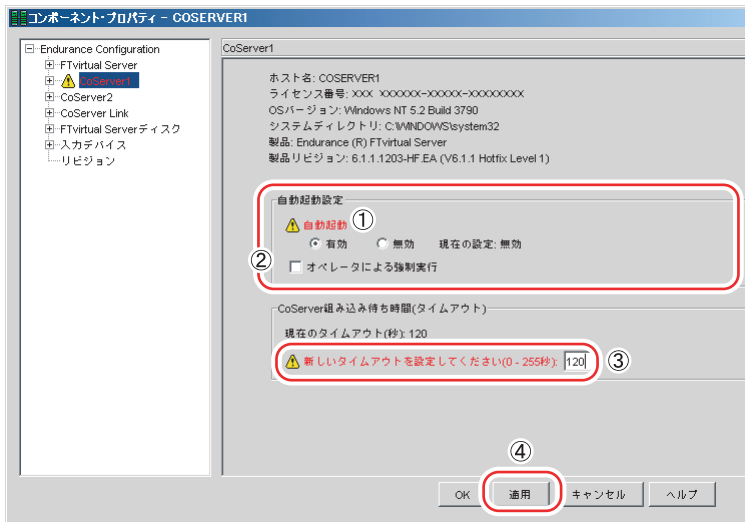 コンポーネント・プロパティ - COSERVER1
Endurance Configuration
FTvirtual Server
CoServer1
CoServer2
CoServer Link
FTvirtual Serverディスク
入力デバイス
リビジョン
CoServer1
ホスト名: COSERVER1
ライセンス番号: XXX XXXXXX-XXXXX-XXXXXXXX
OSバージョン: Windows NT 5.2 Build 3790
システムディレクトリ: C:\WINDOWS\system32
製品: Endurance (R) FTvirtual Server
製品リビジョン: 6.1.1.1203-HF.EA (V6.1.1 Hotfix Level 1)
自動起動設定
自動起動 ①
有効 無効 現在の設定: 無効
② オペレータによる強制実行
CoServer組み込み待ち時間(タイムアウト)
現在のタイムアウト(秒): 120
新しいタイムアウトを設定してください(0 - 255秒): 120 ③
④
OK 適用 キャンセル ヘルプ